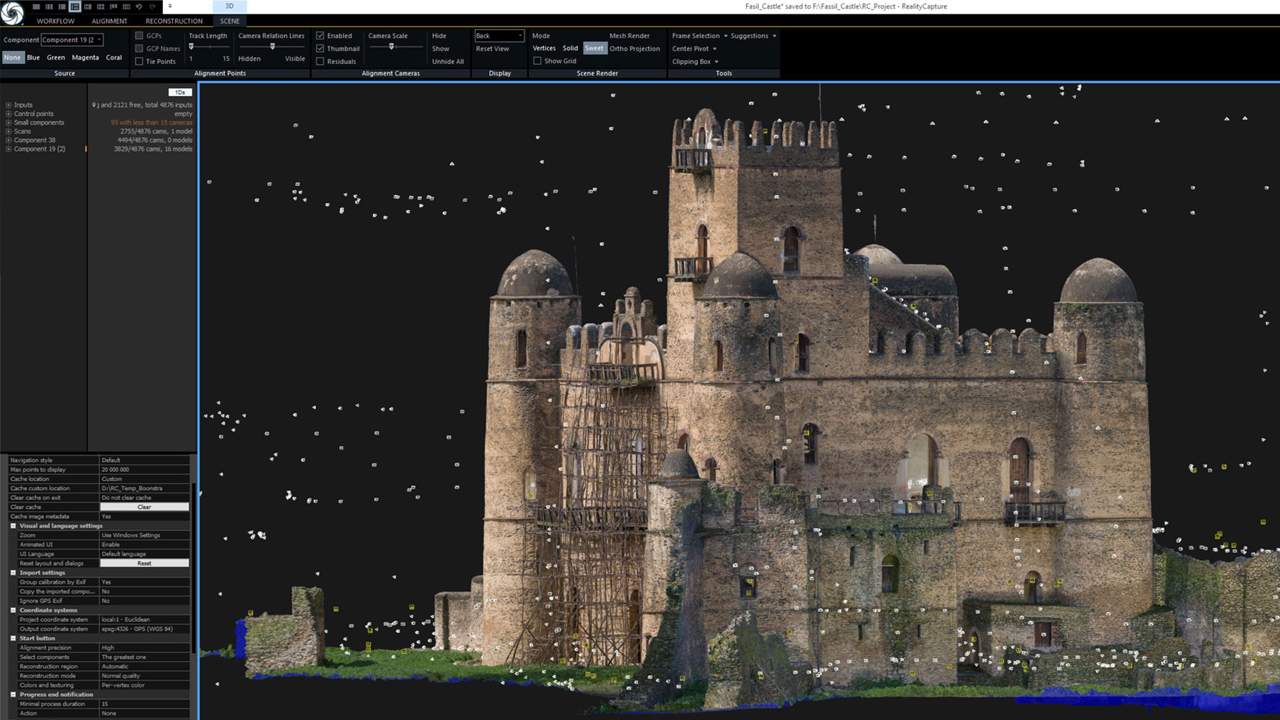 3D
Fasil_Castle* saved to F:\Fassil_Castle\RC_Project - RealityCapture
WORKFLOW ALIGNMENT RECONSTRUCTION SCENE
Component Component 19 (2
None Blue Green Magenta Coral
Source
GCPs Track Length Camera Relation Lines
GCP Names
Tie Points 1 15 Hidden Visible
Alignment Points
Enabled Camera Scale Hide
Thumbnail Show
Residuals Unhide All
Alignment Cameras
Back
Reset View
Display
Mode Mesh Render
Vertices Solid Sweet Ortho Projection
Show Grid
Scene Render
Frame Selection Suggestions
Center Pivot
Clipping Box
Tools
1Ds
Inputs ; and 2121 free, total 4876 inputs
Control points empty
Small components 95 with less than 15 cameras
Scans 2755/4876 cams, 1 model
Component 38 4494/4876 cams, 0 models
Component 19 (2) 3829/4876 cams, 16 models
Navigation style Default
Max points to display 20 000 000
Cache location Custom
Cache custom location D:\RC_Temp_Boonstra
Clear cache on exit Do not clear cache
Clear cache Clear
Cache image metadata Yes
Visual and language settings
Zoom Use Windows Settings
Animated UI Enable
UI Language Default language
Reset layout and dialogs Reset
Import settings
Group calibration by Exif Yes
Copy the imported compo... No
Ignore GPS Exif No
Coordinate systems
Project coordinate system local:1 - Euclidean
Output coordinate system epsg:4326 - GPS (WGS 84)
Start button
Alignment precision High
Select components The greatest one
Reconstruction region Automatic
Reconstruction mode Normal quality
Colors and texturing Per-vertex color
Progress end notification
Minimal process duration 15
Action None